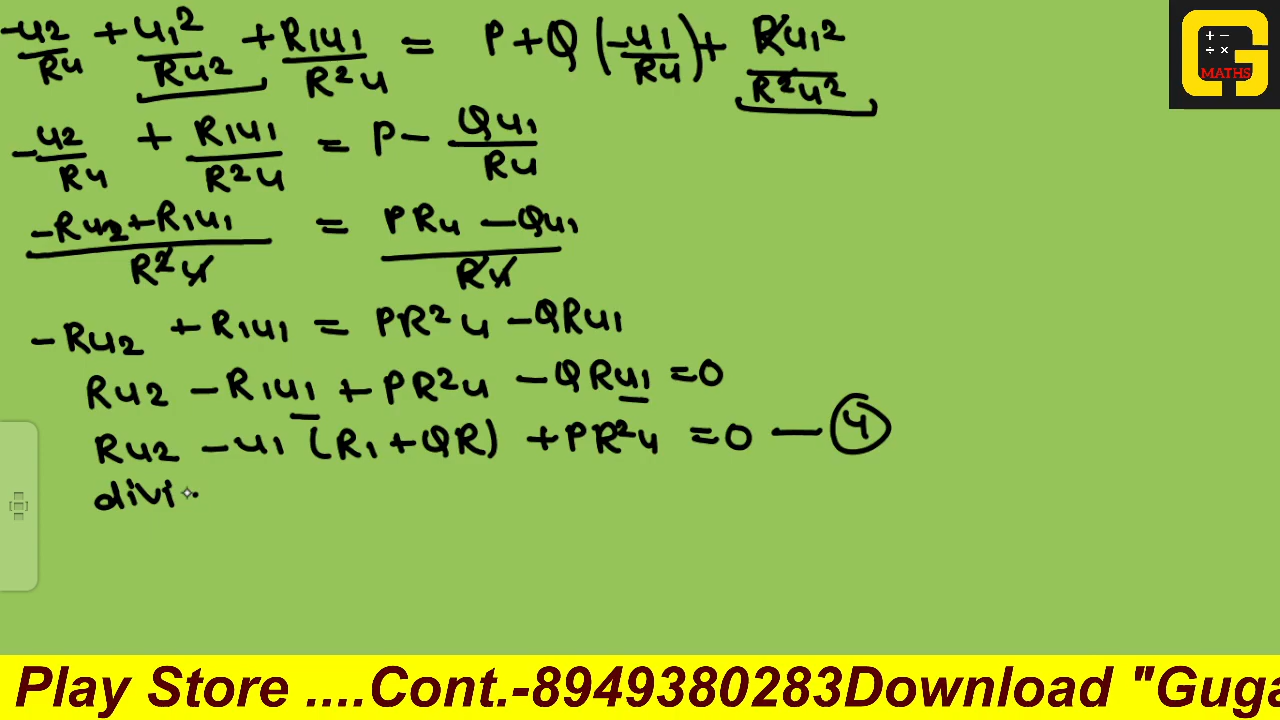 -u2/Ru + u1²/Ru² + R1u1/R²u = P + Q (-u1/Ru) + Ru1²/R²u²
-u2/Ru + R1u1/R²u = P - Qu1/Ru
-Ru2+R1u1/R²u = PRu - Qu1/Ru
-Ru2 + R1u1 = PR²u - QRu1
Ru2 - R1u1 + PR²u - QRu1 = 0
Ru2 - u1 (R1 + QR) + PR²u = 0 — 4
divi
+ -
÷ ×
MATHS
Play Store ....Cont.-8949380283Download "Guga